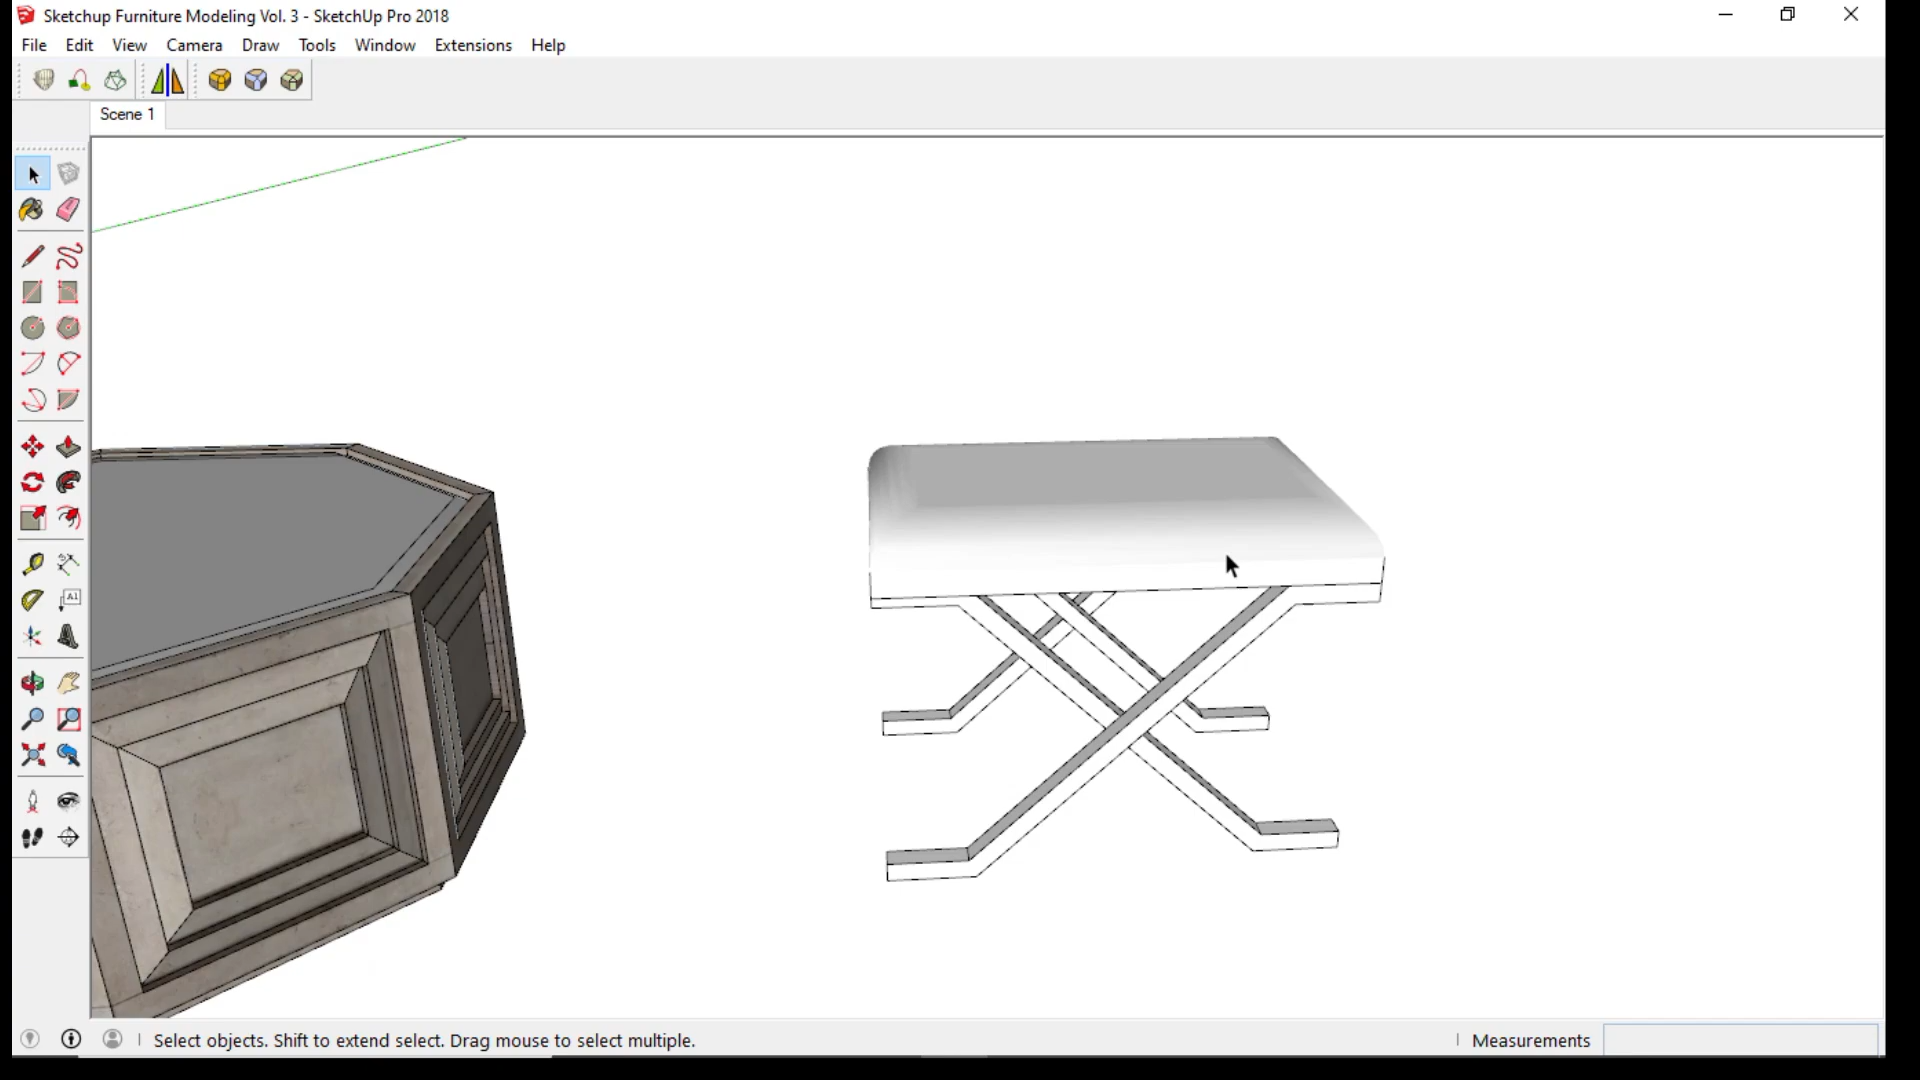 Sketchup Furniture Modeling Vol. 3 - SketchUp Pro 2018
File Edit View Camera Draw Tools Window Extensions Help
Scene 1
A1
Select objects. Shift to extend select. Drag mouse to select multiple.
Measurements